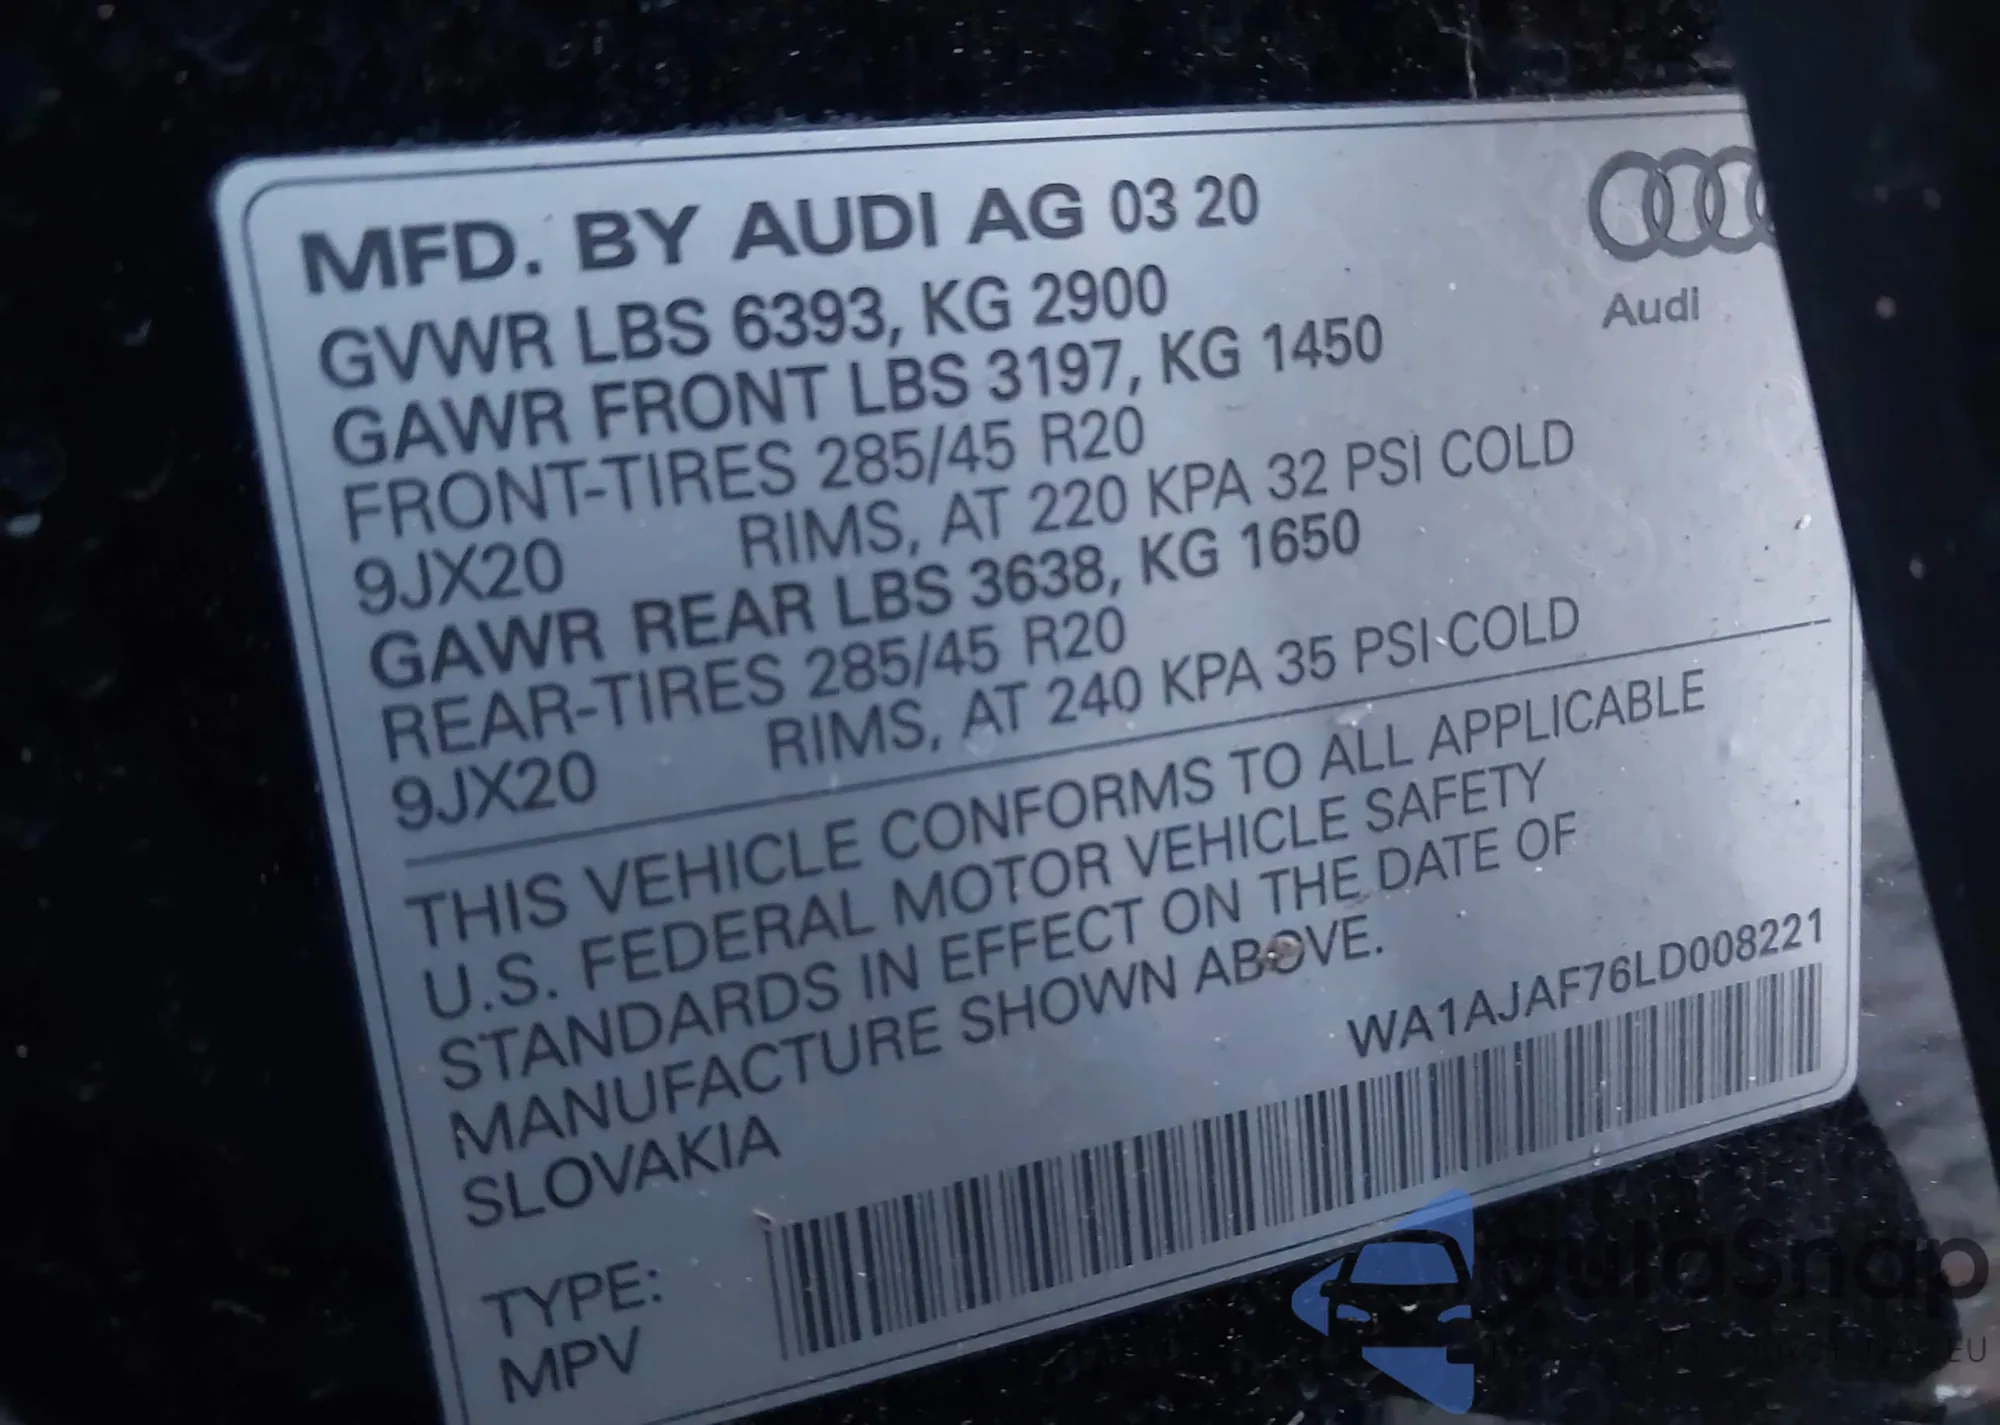 MFD. BY AUDI AG 03 20
GVWR LBS 6393, KG 2900
GAWR FRONT LBS 3197, KG 1450
FRONT-TIRES 285/45 R20
9JX20 RIMS, AT 220 KPA 32 PSI COLD
GAWR REAR LBS 3638, KG 1650
REAR-TIRES 285/45 R20
9JX20 RIMS, AT 240 KPA 35 PSI COLD
Audi
THIS VEHICLE CONFORMS TO ALL APPLICABLE
U.S. FEDERAL MOTOR VEHICLE SAFETY
STANDARDS IN EFFECT ON THE DATE OF
MANUFACTURE SHOWN ABOVE.
SLOVAKIA
WA1AJAF76LD008221
TYPE:
MPV